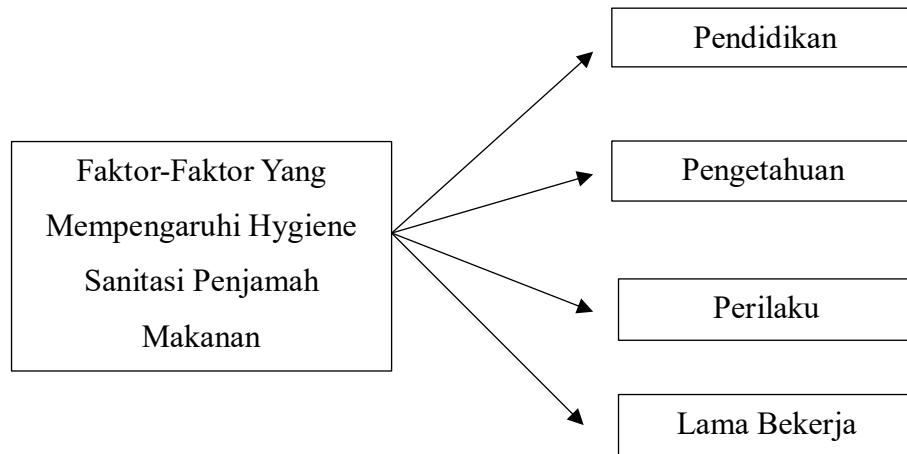 Faktor-Faktor Yang
Mempengaruhi Hygiene
Sanitasi Penjamah
Makanan
Pendidikan
Pengetahuan
Perilaku
Lama Bekerja